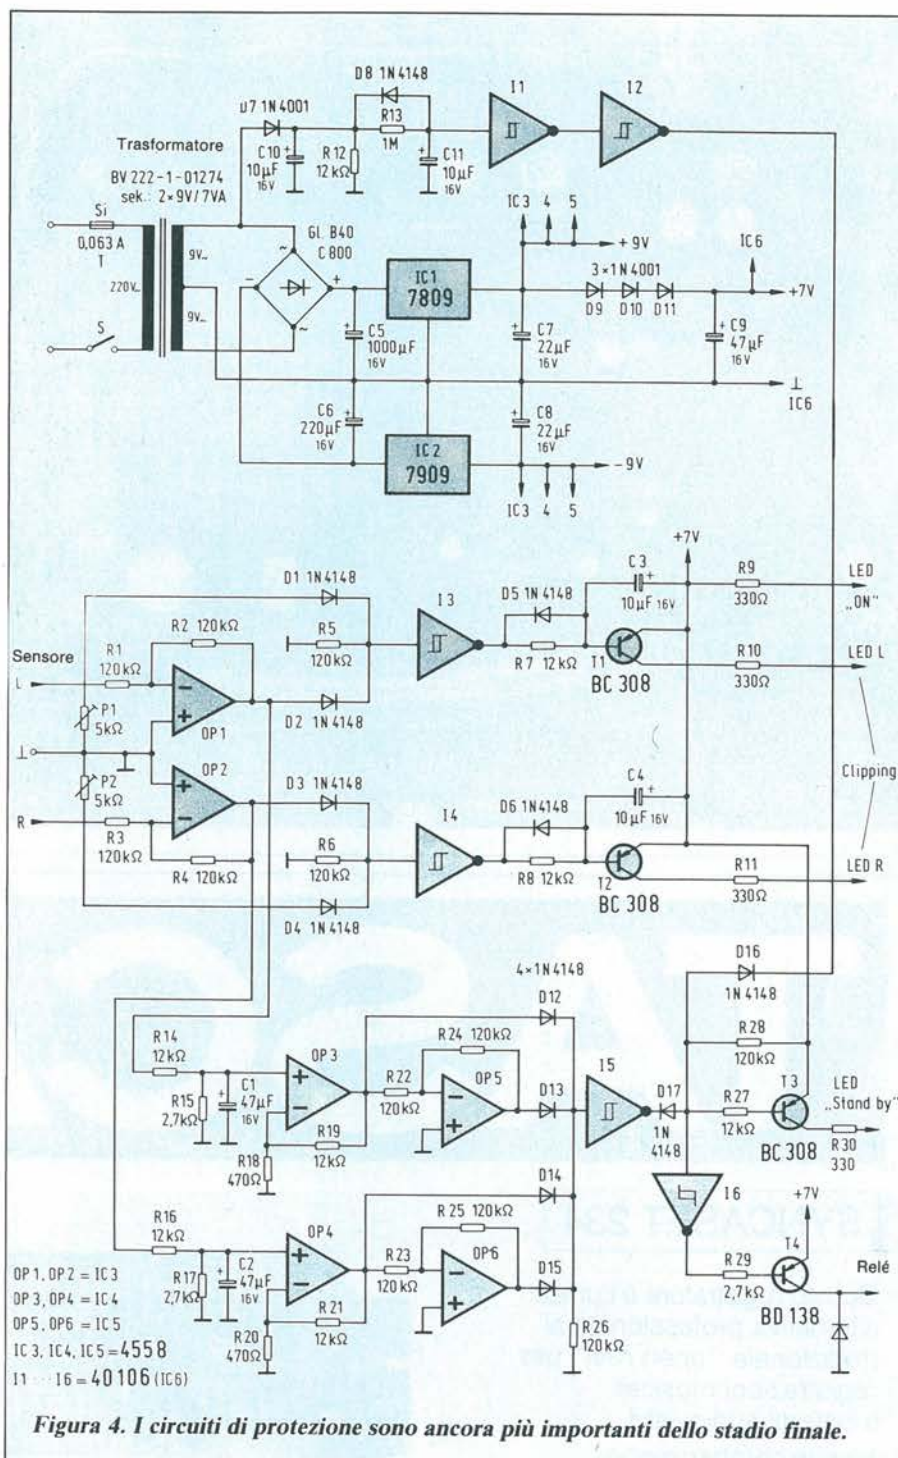 D8 1N4148
R13
1M
D7 1N4001
C10
10µF
16V
R12
12kΩ
C11
10µF
16V
I1
I2
Trasformatore
BV 222-1-01274
sek.: 2×9V/7VA
Si
0,063 A
T
220V~
9V~
9V~
S
GL B40
C 800
~
~
-
+
IC1
7809
IC3 4 5
+9V
3×1N4001
D9 D10 D11
IC6
+7V
C5
1000µF
16V
C7
22µF
16V
C9
47µF
16V
⊥
IC6
C6
220µF
16V
C8
22µF
16V
IC2
7909
-9V
IC3 4 5
+7V
D1 1N4148
R2 120kΩ
R5
120kΩ
I3
D5 1N4148
C3
10µF 16V
R9
330Ω
LED
„ON"
Sensore
R1
120kΩ
L
P1
5kΩ
OP1
D2 1N4148
R7 12kΩ
T1
BC 308
R10
330Ω
LED L
⊥
P2
5kΩ
OP2
D3 1N4148
C4
10µF 16V
Clipping
R
R3
120kΩ
R4 120kΩ
R6
120kΩ
D4 1N4148
I4
D6 1N4148
R8 12kΩ
T2
BC 308
R11
330Ω
LED R
4×1N4148
D12
D16
1N4148
R14
12kΩ
R15
2,7kΩ
C1
47µF
16V
OP3
R24 120kΩ
R22
120kΩ
OP5
D13
I5
D17
1N
4148
R28
120kΩ
R27
12kΩ
T3
BC 308
LED
„Stand by"
R30
330
R18
470Ω
R19
12kΩ
D14
I6
+7V
R16
12kΩ
R17
2,7kΩ
C2
47µF
16V
OP4
R25 120kΩ
R23
120kΩ
OP6
D15
R29
2,7kΩ
T4
BD 138
Relé
R20
470Ω
R21
12kΩ
R26
120kΩ
OP1, OP2 = IC3
OP3, OP4 = IC4
OP5, OP6 = IC5
IC3, IC4, IC5 = 4558
I1 ··· I6 = 40106 (IC6)
Figura 4. I circuiti di protezione sono ancora più importanti dello stadio finale.